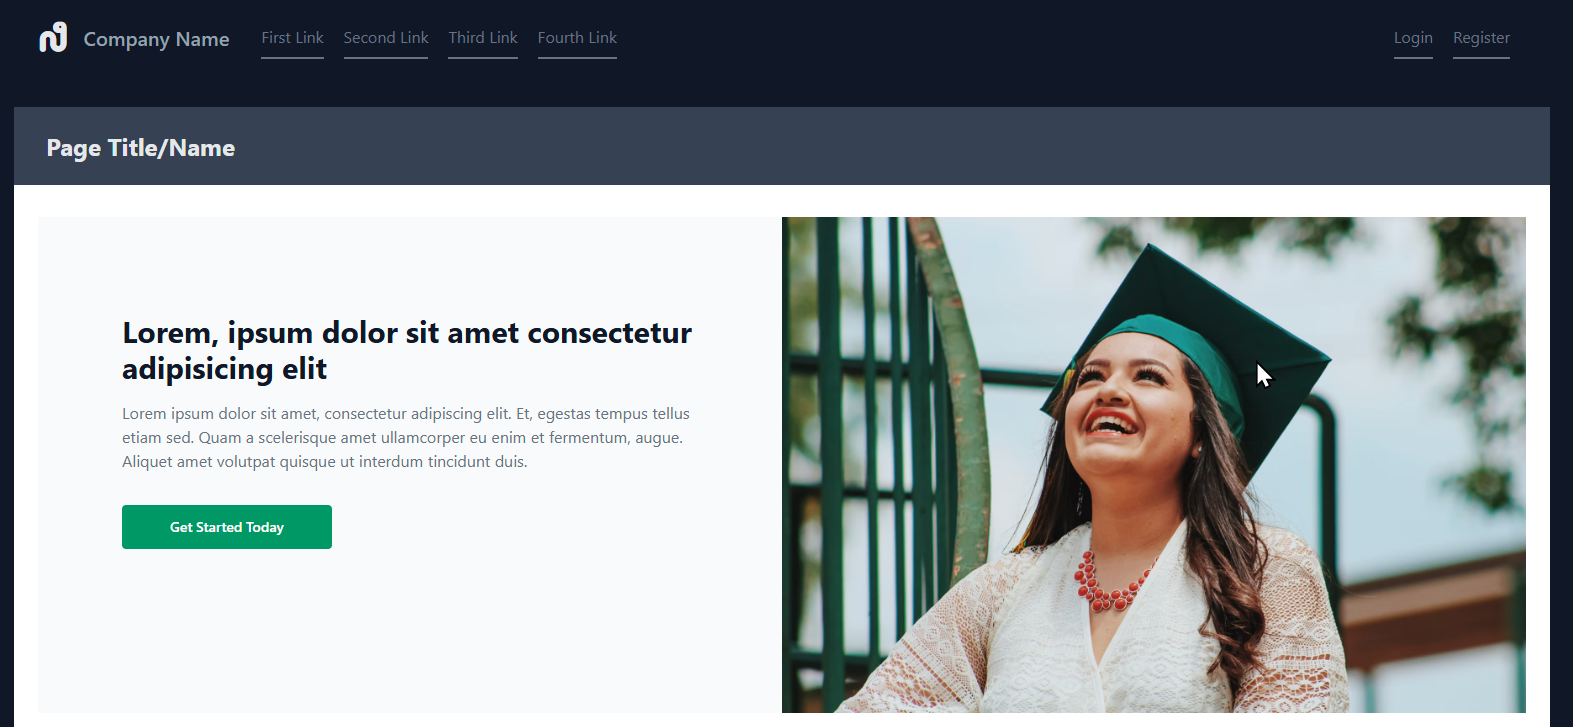 Company Name First Link Second Link Third Link Fourth Link Login Register
Page Title/Name
Lorem, ipsum dolor sit amet consectetur
adipisicing elit
Lorem ipsum dolor sit amet, consectetur adipiscing elit. Et, egestas tempus tellus
etiam sed. Quam a scelerisque amet ullamcorper eu enim et fermentum, augue.
Aliquet amet volutpat quisque ut interdum tincidunt duis.
Get Started Today